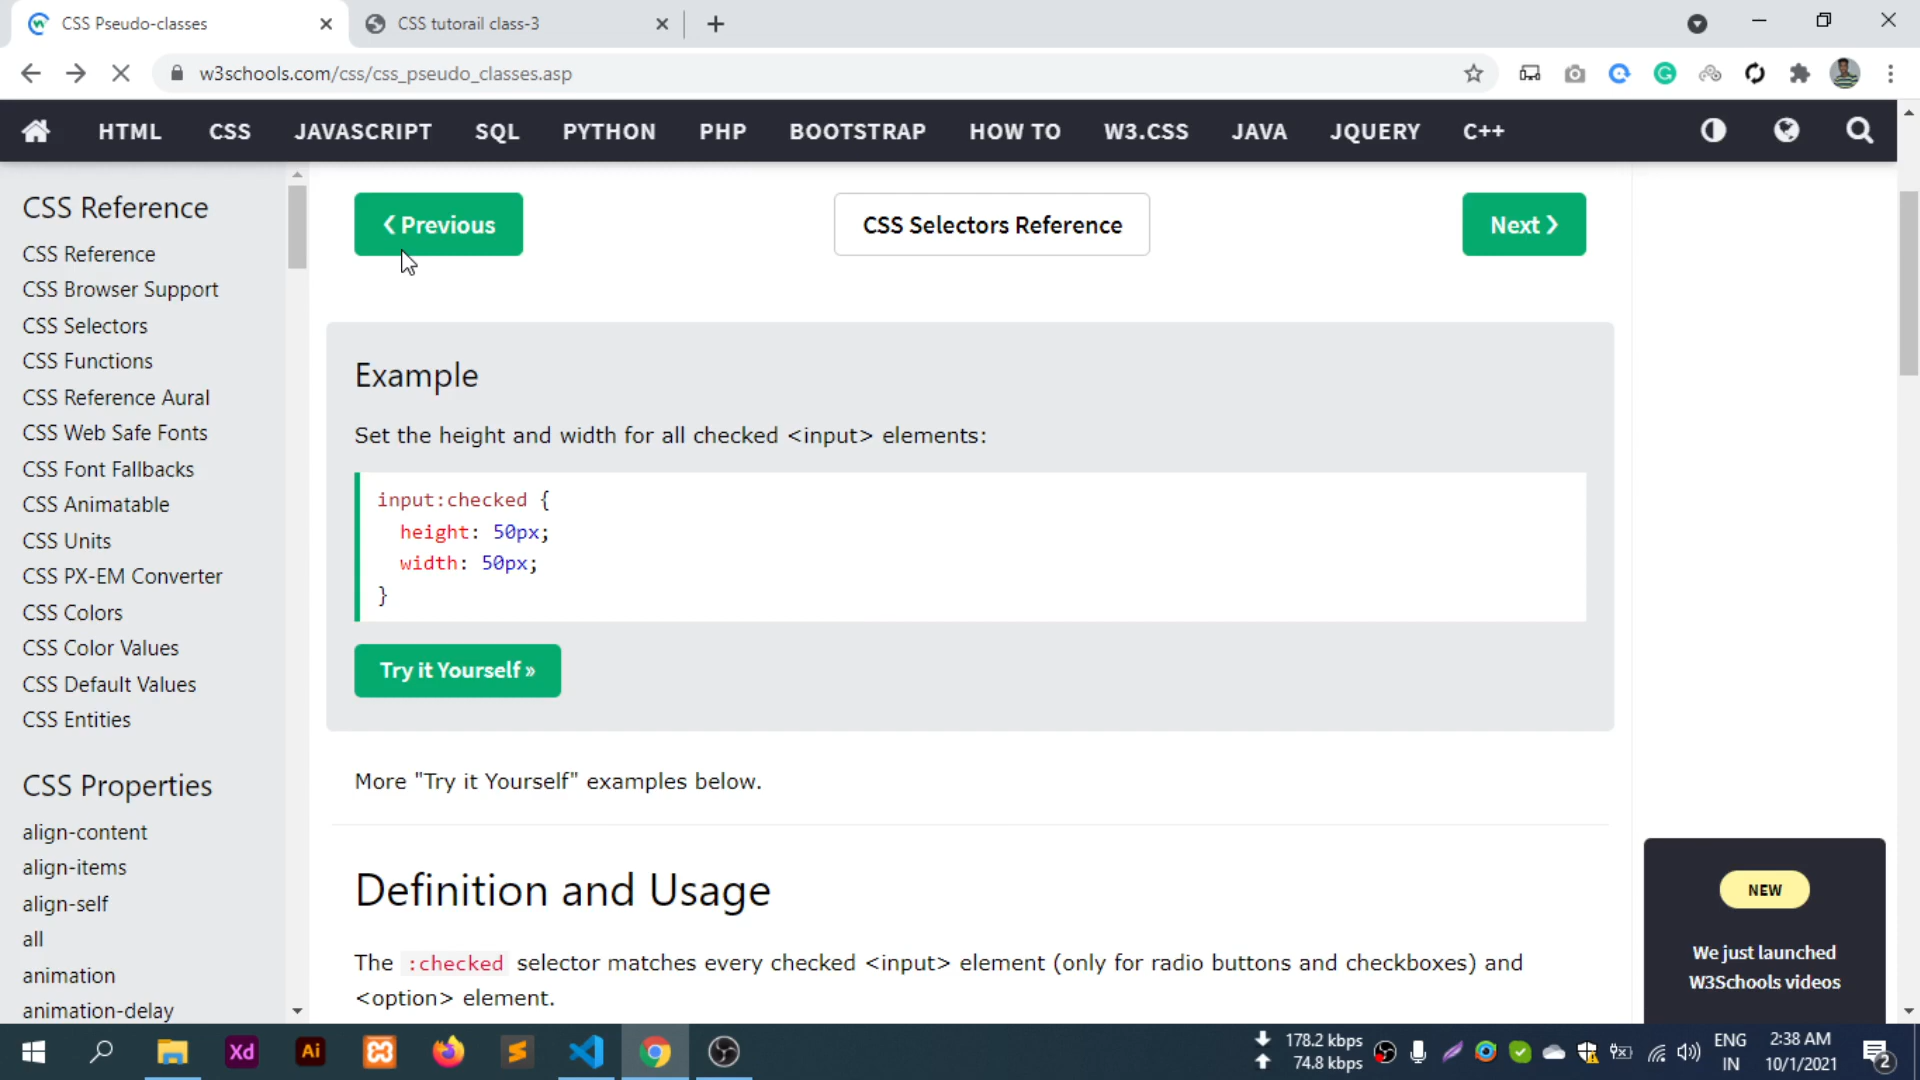 CSS Pseudo-classes
CSS tutorail class-3
w3schools.com/css/css_pseudo_classes.asp
HTML CSS JAVASCRIPT SQL PYTHON PHP BOOTSTRAP HOW TO W3.CSS JAVA JQUERY C++
CSS Reference
CSS Reference
CSS Browser Support
CSS Selectors
CSS Functions
CSS Reference Aural
CSS Web Safe Fonts
CSS Font Fallbacks
CSS Animatable
CSS Units
CSS PX-EM Converter
CSS Colors
CSS Color Values
CSS Default Values
CSS Entities
CSS Properties
align-content
align-items
align-self
all
animation
animation-delay
❮ Previous
CSS Selectors Reference
Next ❯
Example
Set the height and width for all checked <input> elements:
input:checked {
height: 50px;
width: 50px;
}
Try it Yourself »
More "Try it Yourself" examples below.
Definition and Usage
The :checked selector matches every checked <input> element (only for radio buttons and checkboxes) and
<option> element.
NEW
We just launched
W3Schools videos
Xd
Ai
178.2 kbps
74.8 kbps
ENG
IN
2:38 AM
10/1/2021
2